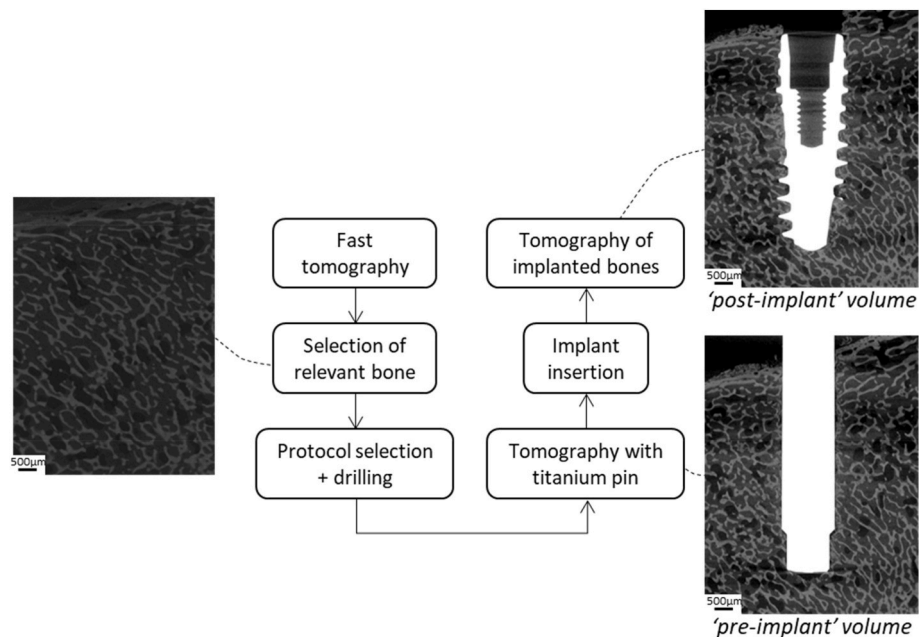 500µm
Fast
tomography
Selection of
relevant bone
Protocol selection
+ drilling
Tomography with
titanium pin
Implant
insertion
Tomography of
implanted bones
500µm
‘post-implant’ volume
500µm
‘pre-implant’ volume